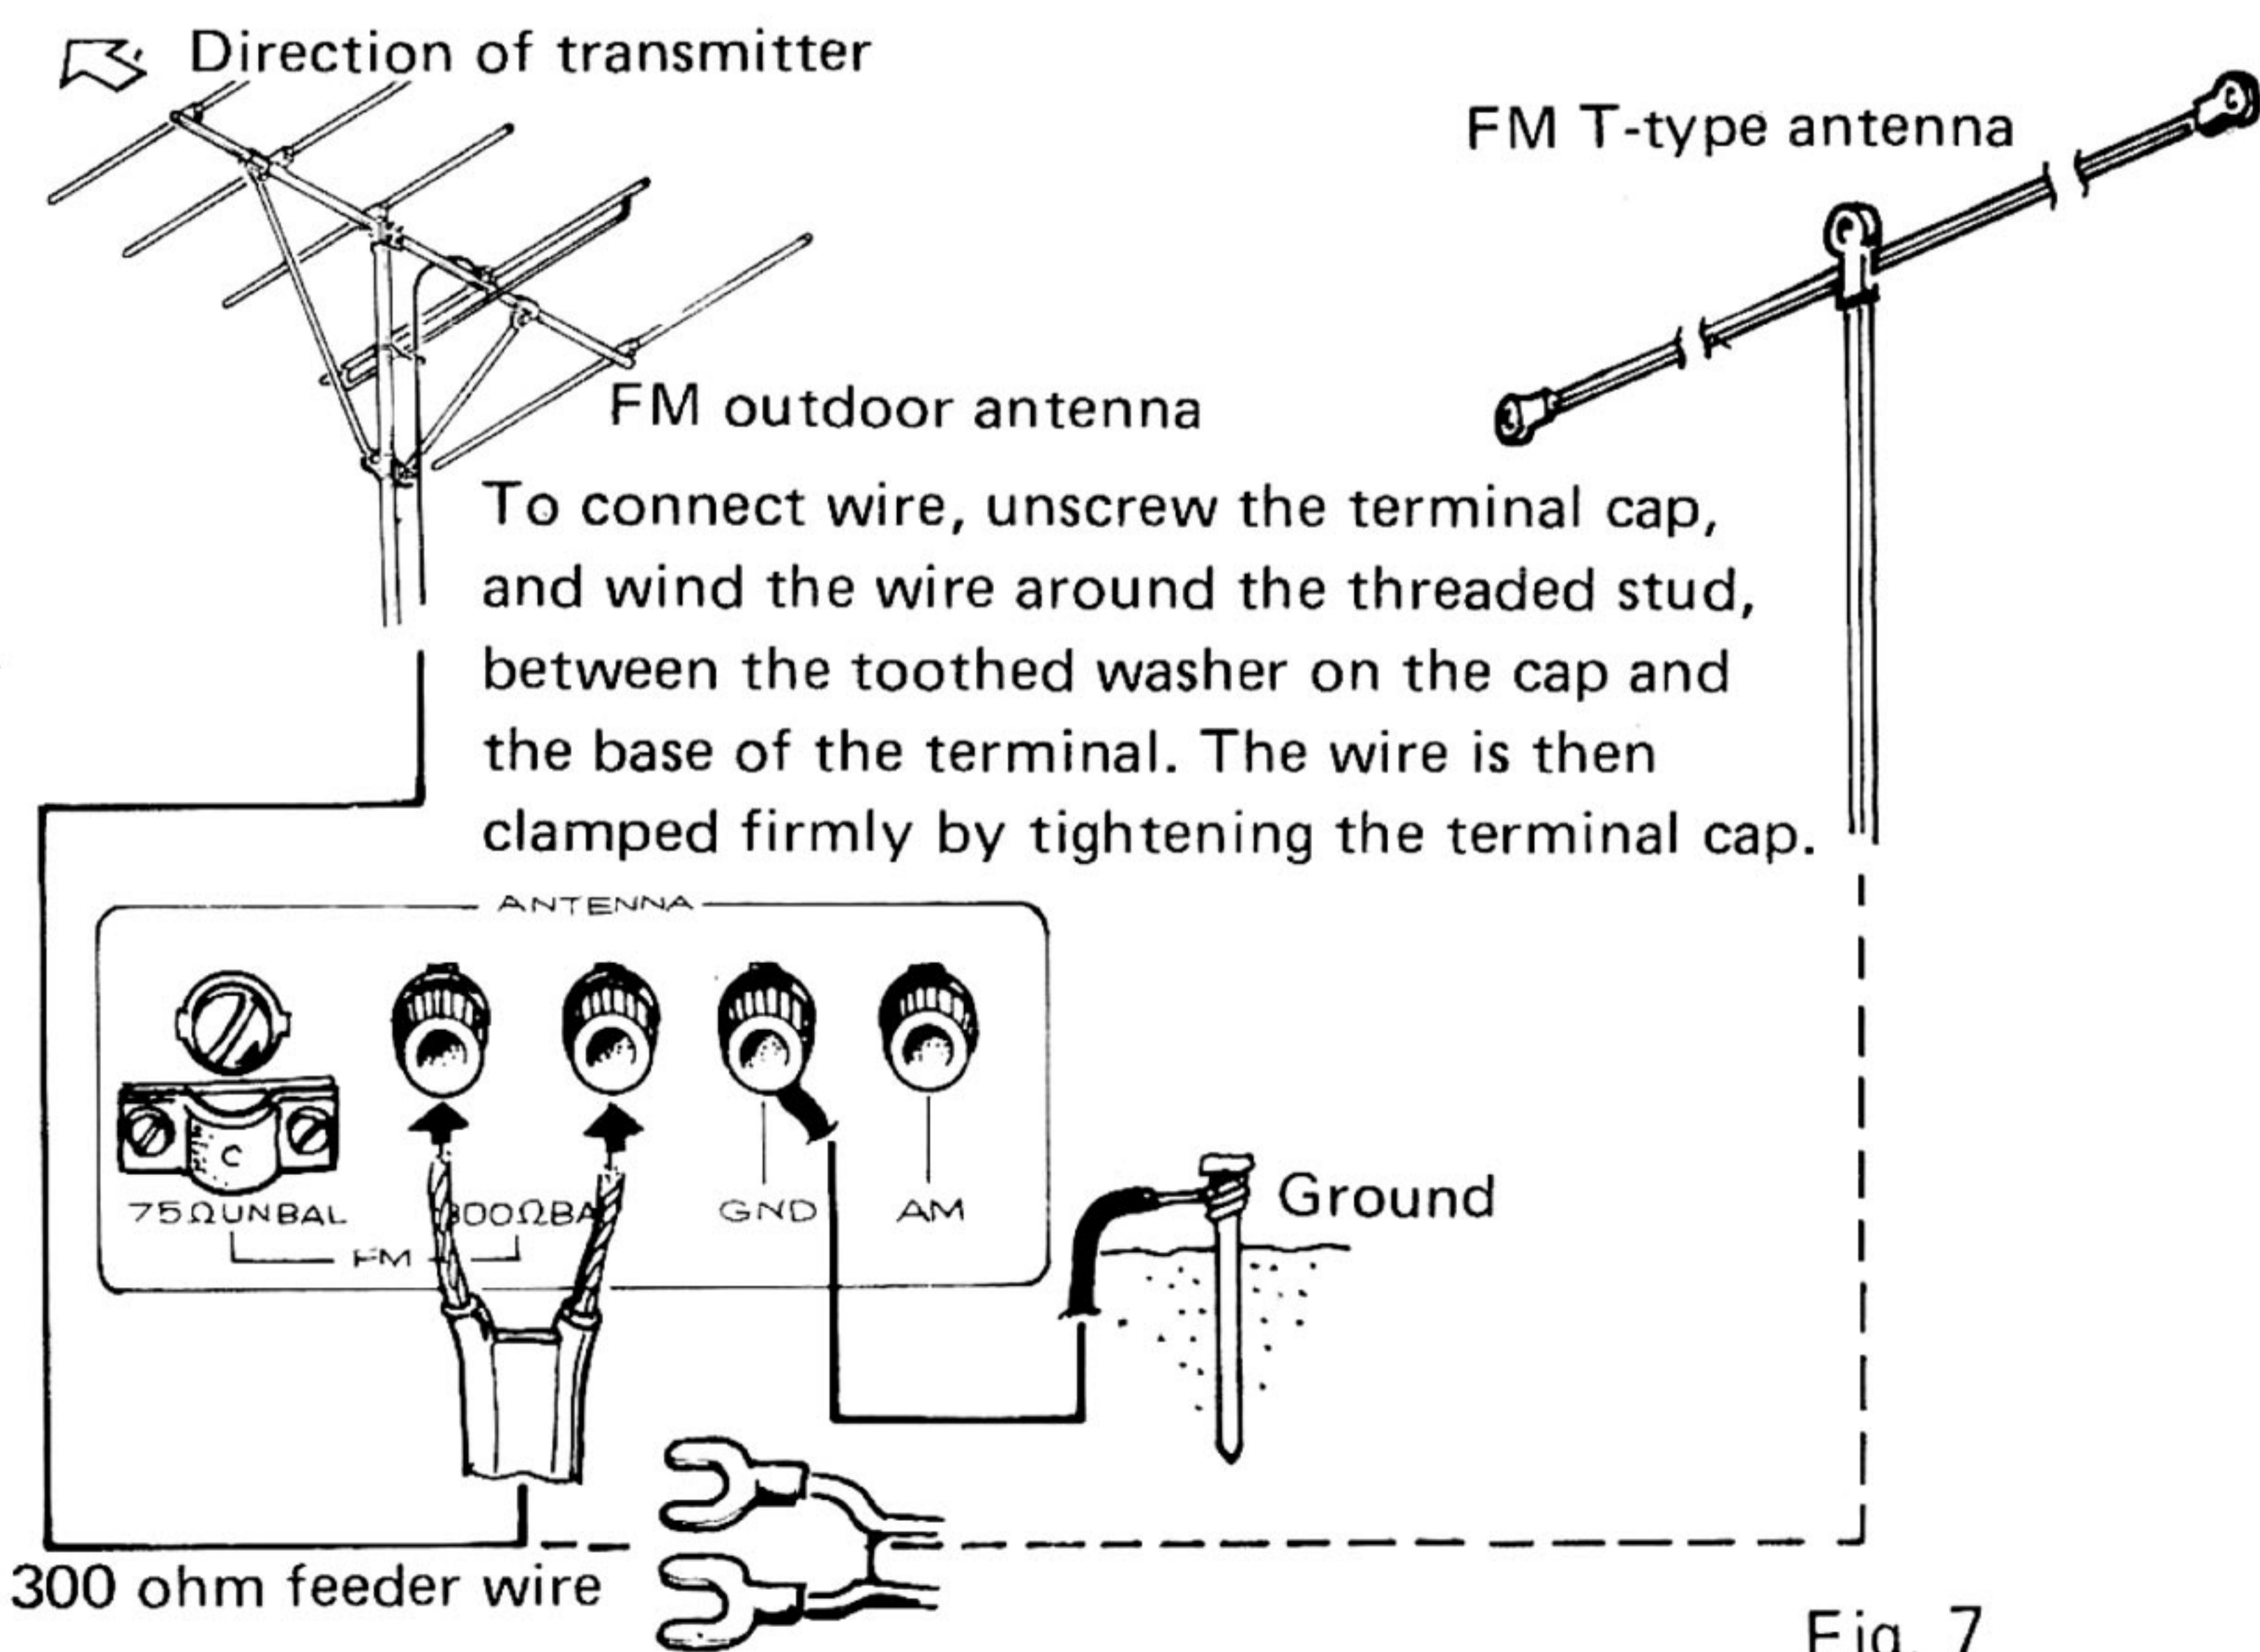 Direction of transmitter
FM T-type antenna
FM outdoor antenna
To connect wire, unscrew the terminal cap,
and wind the wire around the threaded stud,
between the toothed washer on the cap and
the base of the terminal. The wire is then
clamped firmly by tightening the terminal cap.
ANTENNA
C
75ΩUNBAL
300ΩBA
GND
AM
FM
Ground
300 ohm feeder wire
Fig. 7